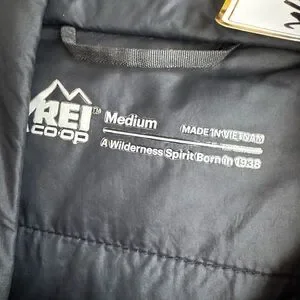 REI
CO·OP
Medium
MADE IN VIETNAM
A Wilderness Spirit Born in 1938